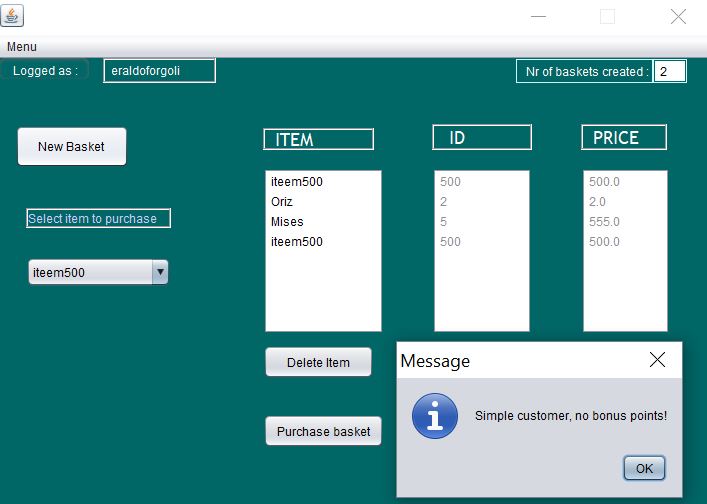 Menu
Logged as : eraldoforgoli Nr of baskets created : 2
New Basket
ITEM ID PRICE
iteem500 500 500.0
Oriz 2 2.0
Mises 5 555.0
iteem500 500 500.0
Select item to purchase
iteem500
Delete Item
Purchase basket
Message
Simple customer, no bonus points!
OK